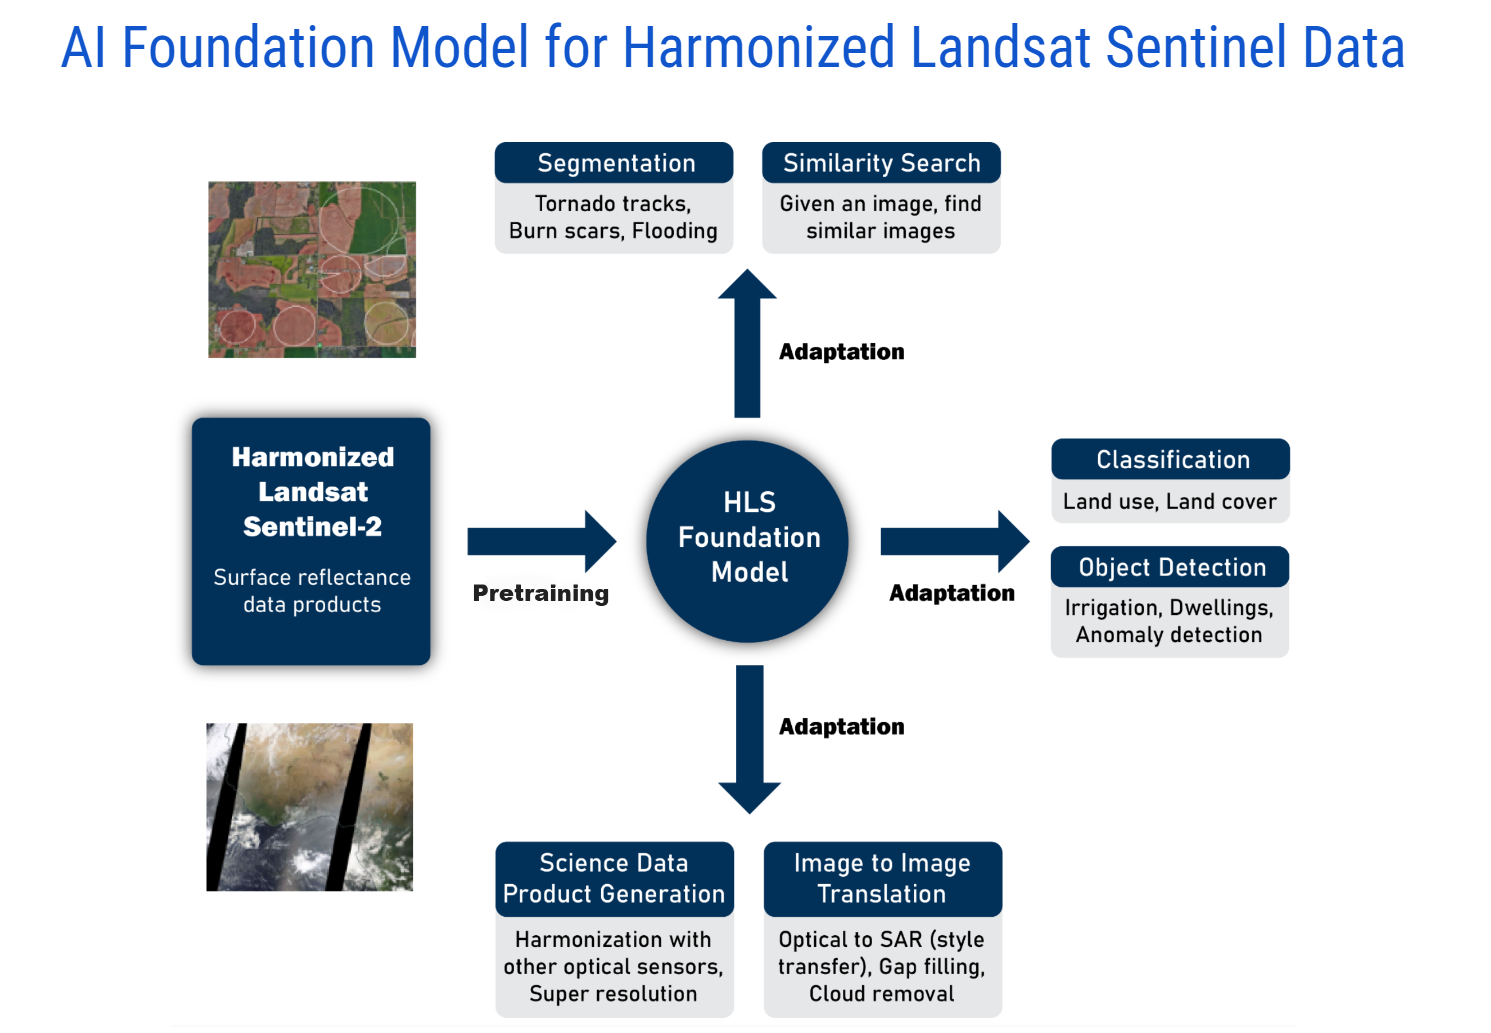 AI Foundation Model for Harmonized Landsat Sentinel Data
Segmentation
Tornado tracks,
Burn scars, Flooding
Similarity Search
Given an image, find
similar images
Adaptation
Harmonized
Landsat
Sentinel-2
Surface reflectance
data products
Pretraining
HLS
Foundation
Model
Adaptation
Classification
Land use, Land cover
Object Detection
Irrigation, Dwellings,
Anomaly detection
Adaptation
Science Data
Product Generation
Harmonization with
other optical sensors,
Super resolution
Image to Image
Translation
Optical to SAR (style
transfer), Gap filling,
Cloud removal